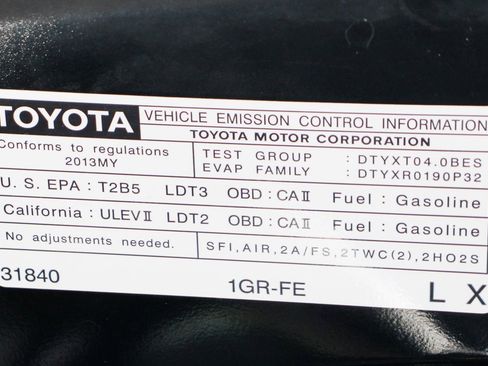 TOYOTA VEHICLE EMISSION CONTROL INFORMATION
TOYOTA MOTOR CORPORATION
Conforms to regulations
2013MY
TEST GROUP : DTYXT04.0BES
EVAP FAMILY : DTYXR0190P32
U. S. EPA : T2B5 LDT3 OBD : CAII Fuel : Gasoline
California : ULEVII LDT2 OBD : CAII Fuel : Gasoline
No adjustments needed. SFI,AIR,2A/FS,2TWC(2),2HO2S
31840 1GR-FE L X